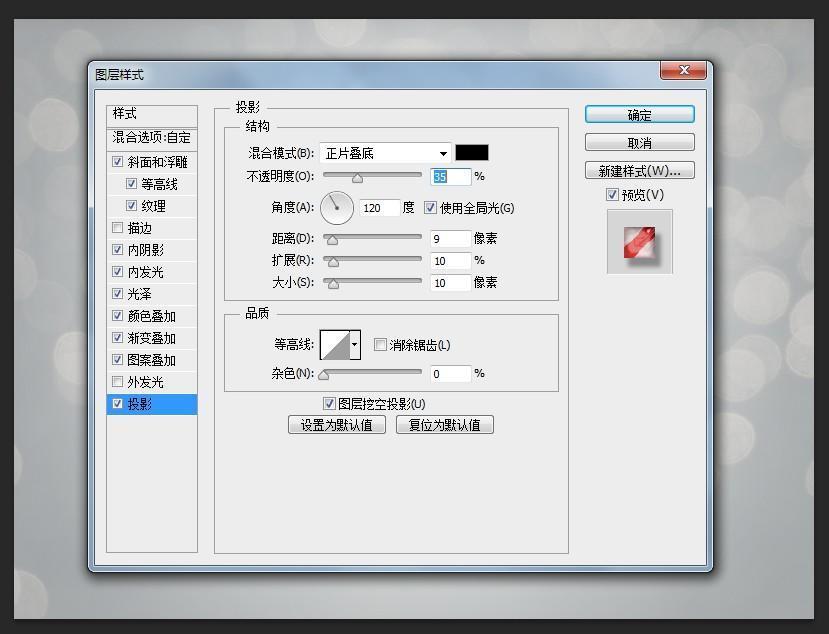 图层样式
样式
混合选项:自定
斜面和浮雕
等高线
纹理
描边
内阴影
内发光
光泽
颜色叠加
渐变叠加
图案叠加
外发光
投影
投影
结构
混合模式(B): 正片叠底
不透明度(O): 35 %
角度(A): 120 度 使用全局光(G)
距离(D): 9 像素
扩展(R): 10 %
大小(S): 10 像素
品质
等高线: 消除锯齿(L)
杂色(N): 0 %
图层挖空投影(U)
设置为默认值 复位为默认值
确定
取消
新建样式(W)...
预览(V)